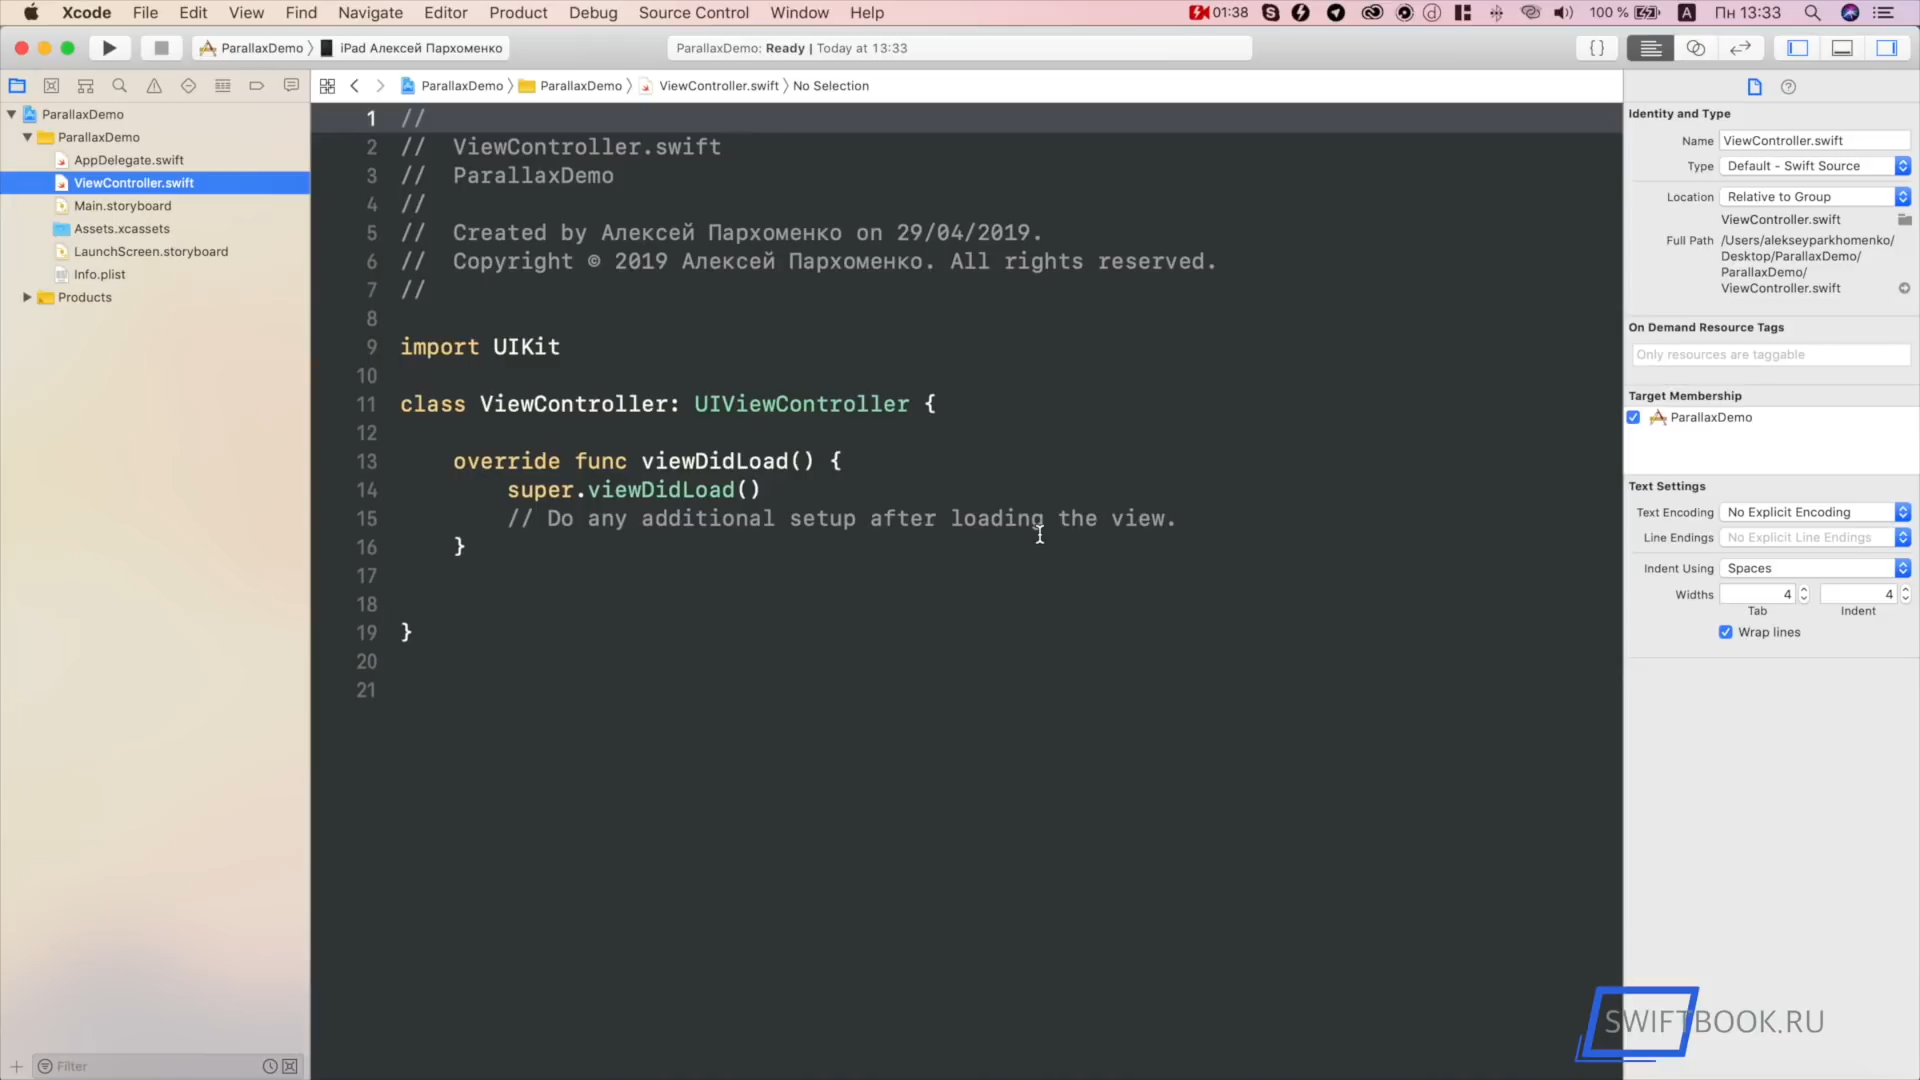 Xcode File Edit View Find Navigate Editor Product Debug Source Control Window Help 01:38 100 % A Пн 13:33
ParallaxDemo iPad Алексей Пархоменко ParallaxDemo: Ready | Today at 13:33 { }
ParallaxDemo ParallaxDemo ViewController.swift No Selection
ParallaxDemo
ParallaxDemo
AppDelegate.swift
ViewController.swift
Main.storyboard
Assets.xcassets
LaunchScreen.storyboard
Info.plist
Products
Filter
1 //
2 // ViewController.swift
3 // ParallaxDemo
4 //
5 // Created by Алексей Пархоменко on 29/04/2019.
6 // Copyright © 2019 Алексей Пархоменко. All rights reserved.
7 //
8
9 import UIKit
10
11 class ViewController: UIViewController {
12
13 override func viewDidLoad() {
14 super.viewDidLoad()
15 // Do any additional setup after loading the view.
16 }
17
18
19 }
20
21
Identity and Type
Name ViewController.swift
Type Default - Swift Source
Location Relative to Group
ViewController.swift
Full Path /Users/alekseyparkhomenko/
Desktop/ParallaxDemo/
ParallaxDemo/
ViewController.swift
On Demand Resource Tags
Only resources are taggable
Target Membership
ParallaxDemo
Text Settings
Text Encoding No Explicit Encoding
Line Endings No Explicit Line Endings
Indent Using Spaces
Widths 4 4
Tab Indent
Wrap lines
SWIFTBOOK.RU